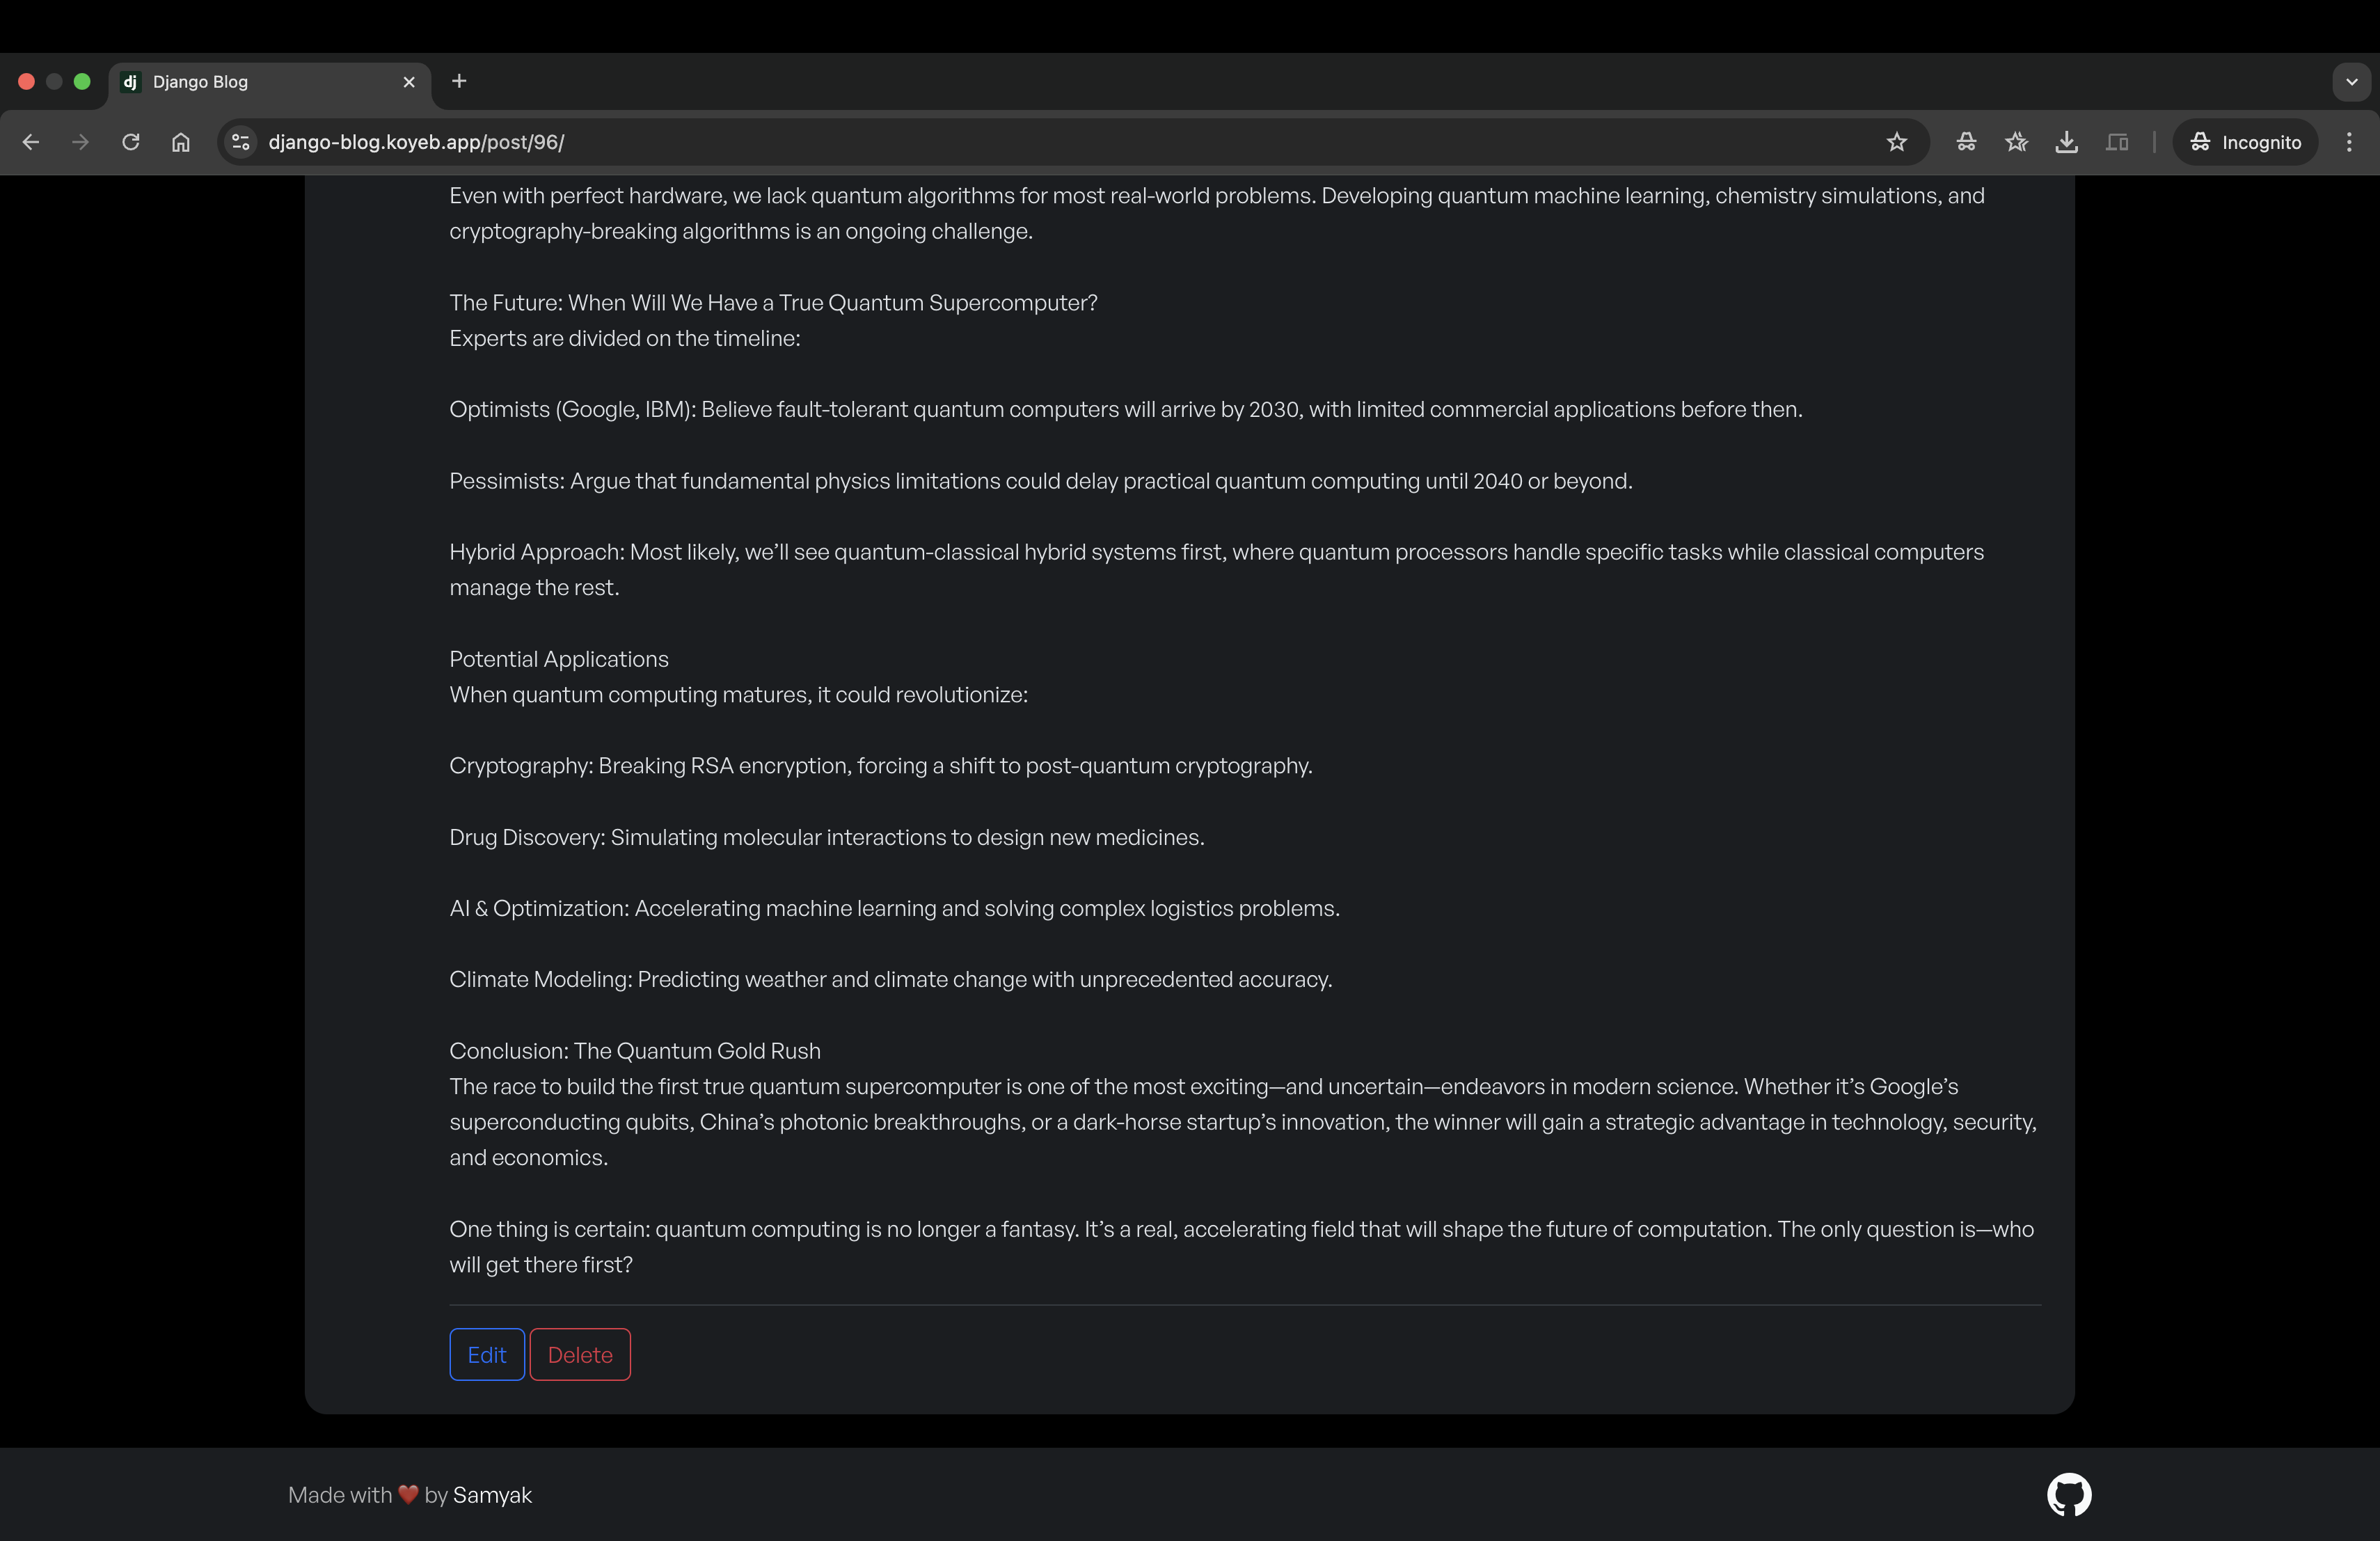 dj Django Blog
django-blog.koyeb.app/post/96/
Incognito
Even with perfect hardware, we lack quantum algorithms for most real-world problems. Developing quantum machine learning, chemistry simulations, and
cryptography-breaking algorithms is an ongoing challenge.
The Future: When Will We Have a True Quantum Supercomputer?
Experts are divided on the timeline:
Optimists (Google, IBM): Believe fault-tolerant quantum computers will arrive by 2030, with limited commercial applications before then.
Pessimists: Argue that fundamental physics limitations could delay practical quantum computing until 2040 or beyond.
Hybrid Approach: Most likely, we’ll see quantum-classical hybrid systems first, where quantum processors handle specific tasks while classical computers
manage the rest.
Potential Applications
When quantum computing matures, it could revolutionize:
Cryptography: Breaking RSA encryption, forcing a shift to post-quantum cryptography.
Drug Discovery: Simulating molecular interactions to design new medicines.
AI & Optimization: Accelerating machine learning and solving complex logistics problems.
Climate Modeling: Predicting weather and climate change with unprecedented accuracy.
Conclusion: The Quantum Gold Rush
The race to build the first true quantum supercomputer is one of the most exciting—and uncertain—endeavors in modern science. Whether it’s Google’s
superconducting qubits, China’s photonic breakthroughs, or a dark-horse startup’s innovation, the winner will gain a strategic advantage in technology, security,
and economics.
One thing is certain: quantum computing is no longer a fantasy. It’s a real, accelerating field that will shape the future of computation. The only question is—who
will get there first?
Edit Delete
Made with ❤️ by Samyak